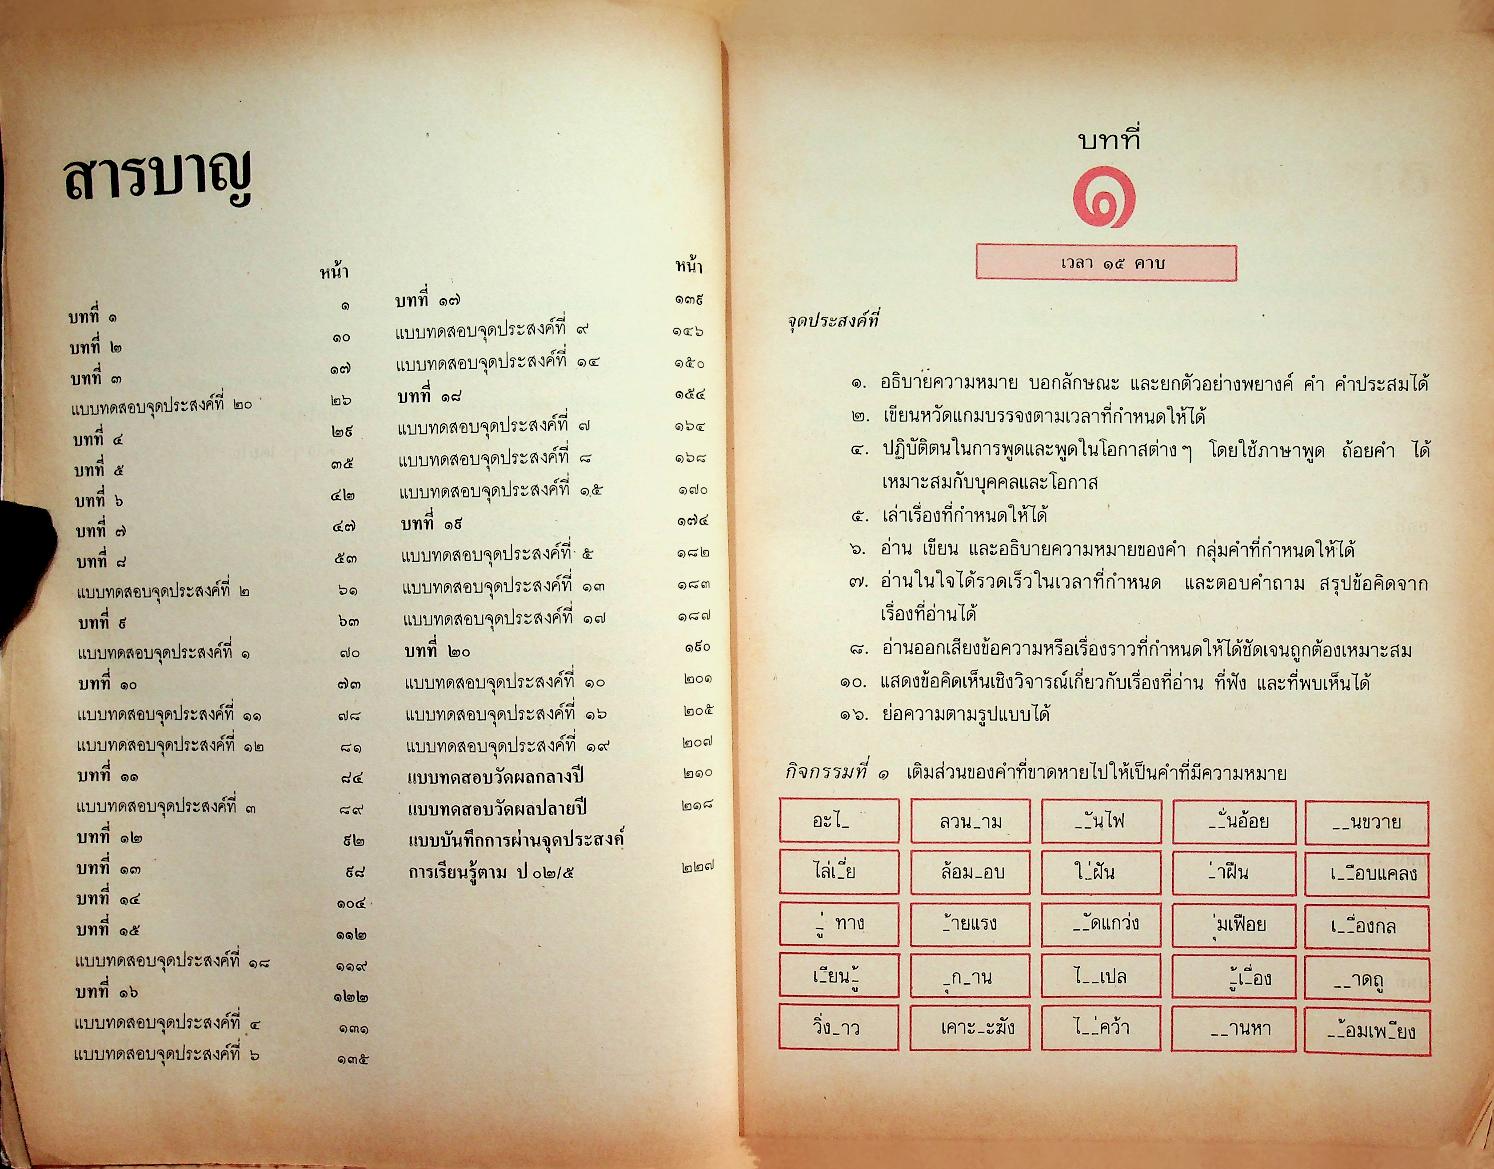 สารบาญ
หน้า
บทที่ ๑ ๑
บทที่ ๒ ๑๐
บทที่ ๓ ๑๗
แบบทดสอบจุดประสงค์ที่ ๒๐ ๒๖
บทที่ ๔ ๒๙
บทที่ ๕ ๓๕
บทที่ ๖ ๔๒
บทที่ ๗ ๔๗
บทที่ ๘ ๕๓
แบบทดสอบจุดประสงค์ที่ ๒ ๖๑
บทที่ ๙ ๖๓
แบบทดสอบจุดประสงค์ที่ ๑ ๗๐
บทที่ ๑๐ ๗๓
แบบทดสอบจุดประสงค์ที่ ๑๑ ๗๘
แบบทดสอบจุดประสงค์ที่ ๑๒ ๘๑
บทที่ ๑๑ ๘๔
แบบทดสอบจุดประสงค์ที่ ๓ ๘๙
บทที่ ๑๒ ๙๒
บทที่ ๑๓ ๙๘
บทที่ ๑๔ ๑๐๔
บทที่ ๑๕ ๑๑๒
แบบทดสอบจุดประสงค์ที่ ๑๘ ๑๑๙
บทที่ ๑๖ ๑๒๒
แบบทดสอบจุดประสงค์ที่ ๔ ๑๓๑
แบบทดสอบจุดประสงค์ที่ ๖ ๑๓๕
หน้า
บทที่ ๑๗ ๑๓๙
แบบทดสอบจุดประสงค์ที่ ๙ ๑๔๖
แบบทดสอบจุดประสงค์ที่ ๑๔ ๑๕๐
บทที่ ๑๘ ๑๕๔
แบบทดสอบจุดประสงค์ที่ ๗ ๑๖๔
แบบทดสอบจุดประสงค์ที่ ๘ ๑๖๘
แบบทดสอบจุดประสงค์ที่ ๑๕ ๑๗๐
บทที่ ๑๙ ๑๗๔
แบบทดสอบจุดประสงค์ที่ ๕ ๑๘๒
แบบทดสอบจุดประสงค์ที่ ๑๓ ๑๘๓
แบบทดสอบจุดประสงค์ที่ ๑๗ ๑๘๗
บทที่ ๒๐ ๑๙๐
แบบทดสอบจุดประสงค์ที่ ๑๐ ๒๐๑
แบบทดสอบจุดประสงค์ที่ ๑๖ ๒๐๕
แบบทดสอบจุดประสงค์ที่ ๑๙ ๒๐๗
แบบทดสอบวัดผลกลางปี ๒๑๐
แบบทดสอบวัดผลปลายปี ๒๑๘
แบบบันทึกการผ่านจุดประสงค์
การเรียนรู้ตาม ป ๐๒/๕ ๒๒๗
บทที่
๑
เวลา ๑๕ คาบ
จุดประสงค์ที่
๑. อธิบายความหมาย บอกลักษณะ และยกตัวอย่างพยางค์ คำ คำประสมได้
๒. เขียนหวัดแกมบรรจงตามเวลาที่กำหนดให้ได้
๔. ปฏิบัติตนในการพูดและพูดในโอกาสต่างๆ โดยใช้ภาษาพูด ถ้อยคำ ได้
เหมาะสมกับบุคคลและโอกาส
๕. เล่าเรื่องที่กำหนดให้ได้
๖. อ่าน เขียน และอธิบายความหมายของคำ กลุ่มคำที่กำหนดให้ได้
๗. อ่านในใจได้รวดเร็วในเวลาที่กำหนด และตอบคำถาม สรุปข้อคิดจาก
เรื่องที่อ่านได้
๘. อ่านออกเสียงข้อความหรือเรื่องราวที่กำหนดให้ได้ชัดเจนถูกต้องเหมาะสม
๑๐. แสดงข้อคิดเห็นเชิงวิจารณ์เกี่ยวกับเรื่องที่อ่าน ที่ฟัง และที่พบเห็นได้
๑๖. ย่อความตามรูปแบบได้
กิจกรรมที่ ๑ เติมส่วนของคำที่ขาดหายไปให้เป็นคำที่มีความหมาย
อะไ_ ลวน_าม _ _ันไฟ _ _ั่นอ้อย _ _นขวาย
ไล่เ_ี่ย ล้อม_อบ ใ_่ฝัน _่าฝืน เ_ _ือบแคลง
_ู่ ทาง _้ายแรง _ _ัดแกว่ง _ุ่มเฟือย เ_ _ื่องกล
เ_ียน_ู้ _ุก_าน ไ_ _เปล _ู้เ_ื่อง _ _าดถู
วิ่ง_าว เคาะ_ะฆัง ไ_ _่คว้า _ _านหา _ _้อมเพ_ียง